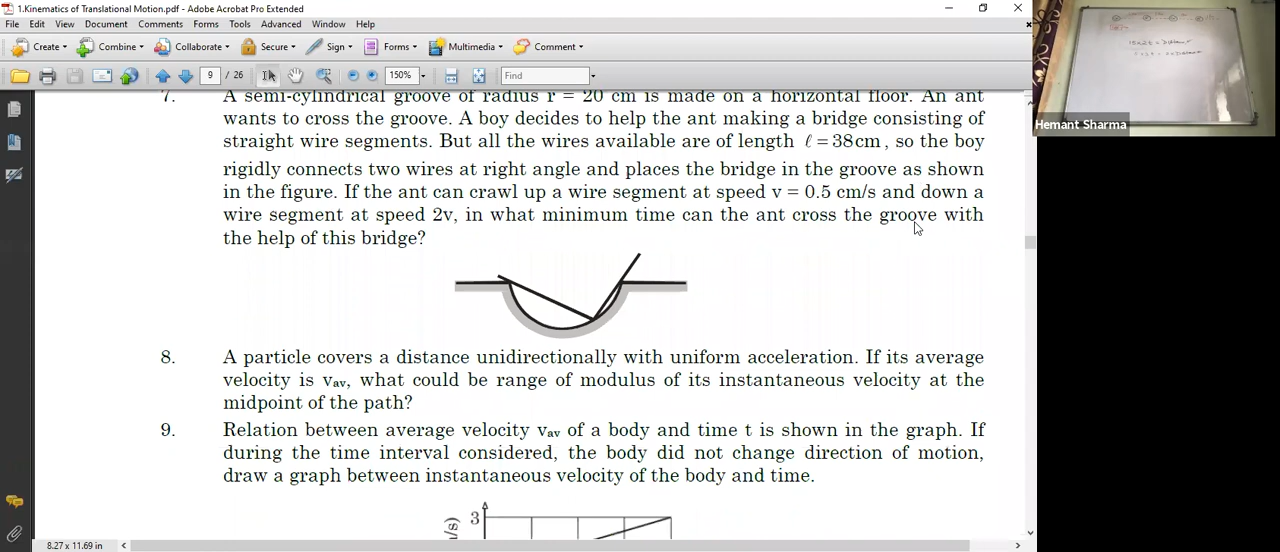 1.Kinematics of Translational Motion.pdf - Adobe Acrobat Pro Extended
File Edit View Document Comments Forms Tools Advanced Window Help
Create Combine Collaborate Secure Sign Forms Multimedia Comment
9 / 26 150% Find
7. A semi-cylindrical groove of radius r = 20 cm is made on a horizontal floor. An ant
wants to cross the groove. A boy decides to help the ant making a bridge consisting of
straight wire segments. But all the wires available are of length ℓ = 38cm, so the boy
rigidly connects two wires at right angle and places the bridge in the groove as shown
in the figure. If the ant can crawl up a wire segment at speed v = 0.5 cm/s and down a
wire segment at speed 2v, in what minimum time can the ant cross the groove with
the help of this bridge?
8. A particle covers a distance unidirectionally with uniform acceleration. If its average
velocity is vav, what could be range of modulus of its instantaneous velocity at the
midpoint of the path?
9. Relation between average velocity vav of a body and time t is shown in the graph. If
during the time interval considered, the body did not change direction of motion,
draw a graph between instantaneous velocity of the body and time.
3
8.27 x 11.69 in
Hemant Sharma